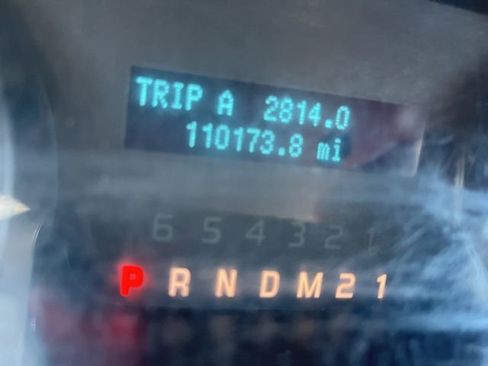 TRIP A 2814.0
110173.8 mi
6 5 4 3 2 1
P R N D M 2 1